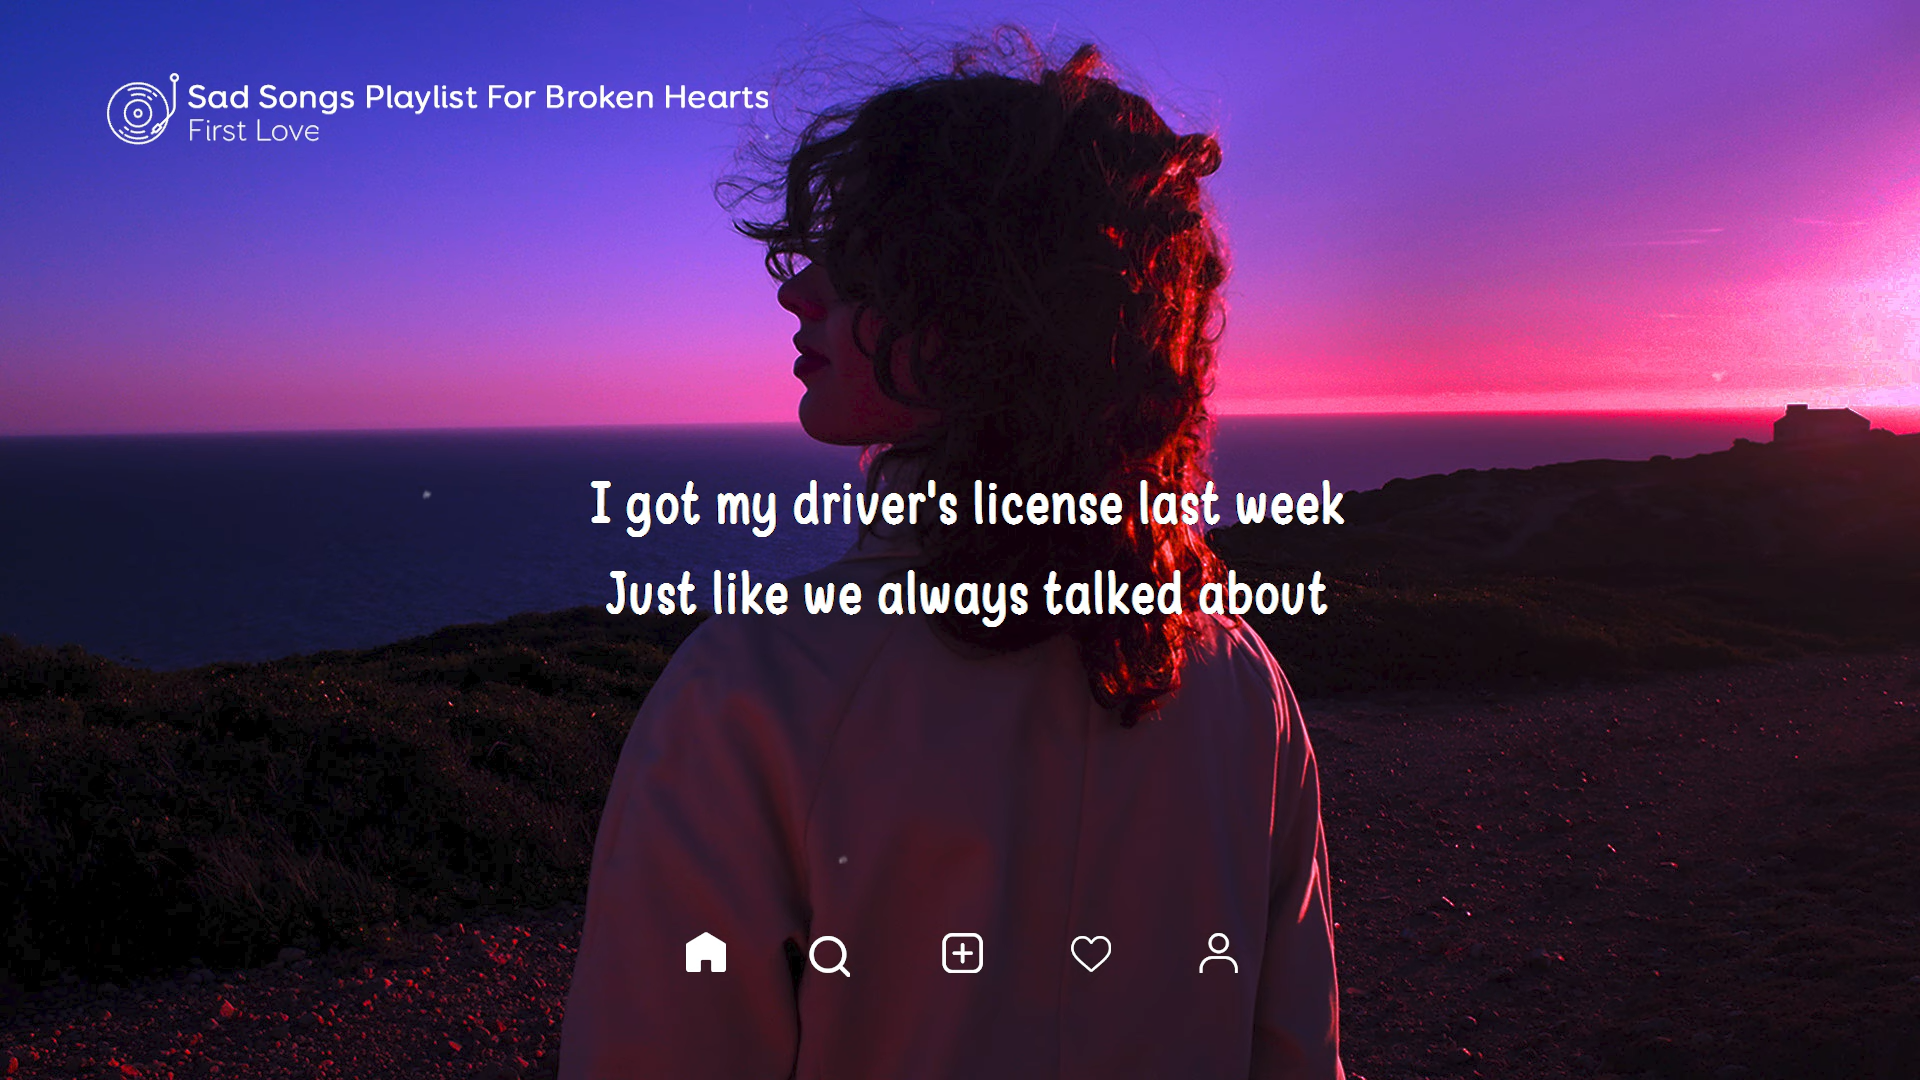 Sad Songs Playlist For Broken Hearts
First Love
I got my driver's license last week
Just like we always talked about